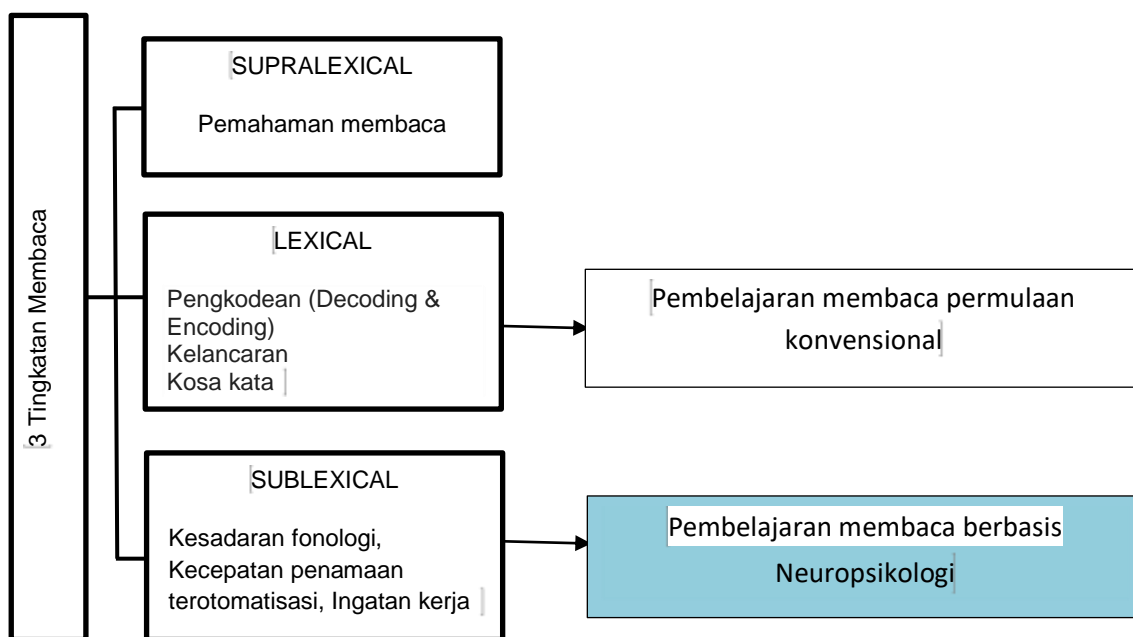 3 Tingkatan Membaca
SUPRALEXICAL
Pemahaman membaca
LEXICAL
Pengkodean (Decoding &
Encoding)
Kelancaran
Kosa kata
Pembelajaran membaca permulaan
konvensional
SUBLEXICAL
Kesadaran fonologi,
Kecepatan penamaan
terotomatisasi, Ingatan kerja
Pembelajaran membaca berbasis
Neuropsikologi